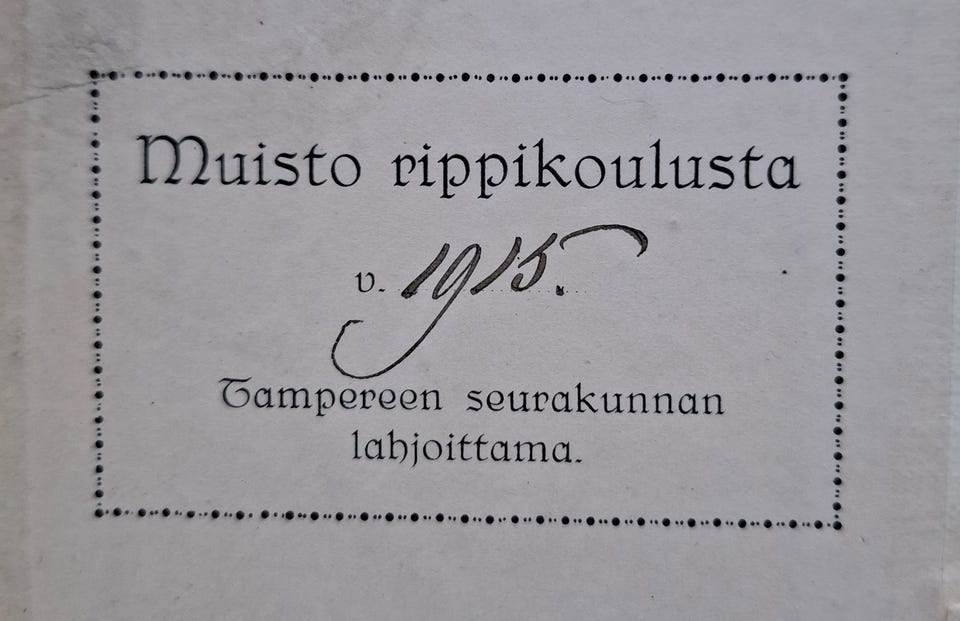 Muisto rippikoulusta
v. 1915.
Tampereen seurakunnan
lahjoittama.